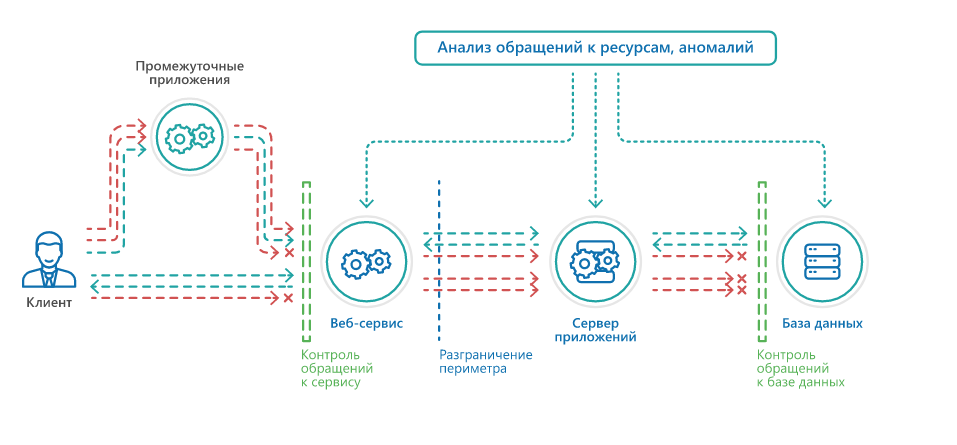 Анализ обращений к ресурсам, аномалий
Промежуточные
приложения
Клиент
Веб-сервис
Сервер
приложений
База данных
Контроль
обращений
к сервису
Разграничение
периметра
Контроль
обращений
к базе данных